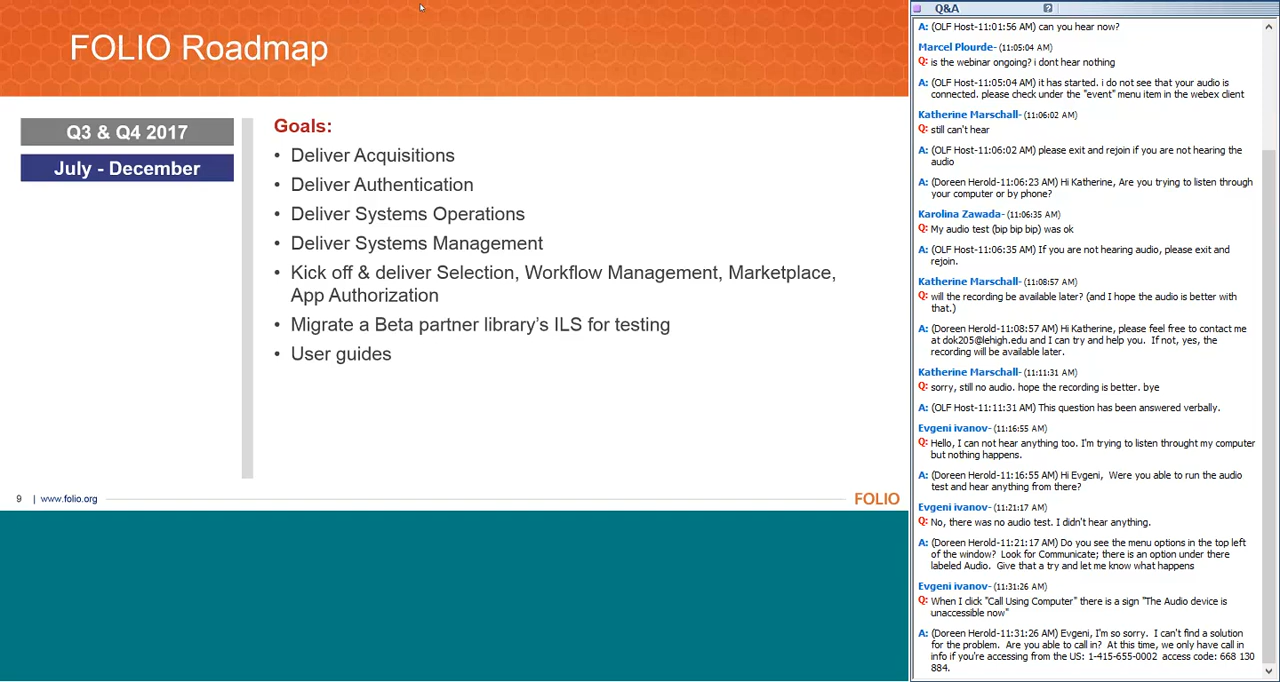 FOLIO Roadmap
Q3 & Q4 2017
July - December
Goals:
• Deliver Acquisitions
• Deliver Authentication
• Deliver Systems Operations
• Deliver Systems Management
• Kick off & deliver Selection, Workflow Management, Marketplace,
App Authorization
• Migrate a Beta partner library's ILS for testing
• User guides
9 | www.folio.org
FOLIO
Q&A
A: (OLF Host-11:01:56 AM) can you hear now?
Marcel Plourde- (11:05:04 AM)
Q: is the webinar ongoing? i dont hear nothing
A: (OLF Host-11:05:04 AM) it has started. i do not see that your audio is
connected. please check under the "event" menu item in the webex client
Katherine Marschall- (11:06:02 AM)
Q: still can't hear
A: (OLF Host-11:06:02 AM) please exit and rejoin if you are not hearing the
audio
A: (Doreen Herold-11:06:23 AM) Hi Katherine, Are you trying to listen through
your computer or by phone?
Karolina Zawada- (11:06:35 AM)
Q: My audio test (bip bip bip) was ok
A: (OLF Host-11:06:35 AM) If you are not hearing audio, please exit and
rejoin.
Katherine Marschall- (11:08:57 AM)
Q: will the recording be available later? (and I hope the audio is better with
that.)
A: (Doreen Herold-11:08:57 AM) Hi Katherine, please feel free to contact me
at dok205@lehigh.edu and I can try and help you. If not, yes, the
recording will be available later.
Katherine Marschall- (11:11:31 AM)
Q: sorry, still no audio. hope the recording is better. bye
A: (OLF Host-11:11:31 AM) This question has been answered verbally.
Evgeni ivanov- (11:16:55 AM)
Q: Hello, I can not hear anything too. I'm trying to listen throught my computer
but nothing happens.
A: (Doreen Herold-11:16:55 AM) Hi Evgeni, Were you able to run the audio
test and hear anything from there?
Evgeni ivanov- (11:21:17 AM)
Q: No, there was no audio test. I didn't hear anything.
A: (Doreen Herold-11:21:17 AM) Do you see the menu options in the top left
of the window? Look for Communicate; there is an option under there
labeled Audio. Give that a try and let me know what happens
Evgeni ivanov- (11:31:26 AM)
Q: When I click "Call Using Computer" there is a sign "The Audio device is
unaccessible now"
A: (Doreen Herold-11:31:26 AM) Evgeni, I'm so sorry. I can't find a solution
for the problem. Are you able to call in? At this time, we only have call in
info if you're accessing from the US: 1-415-655-0002 access code: 668 130
884.